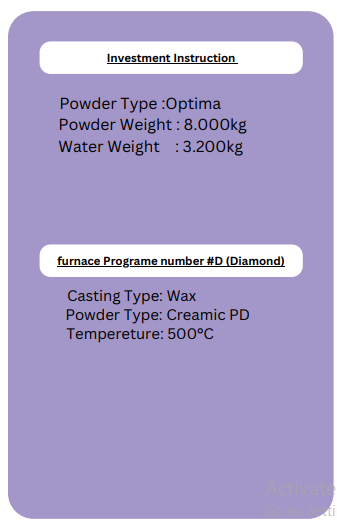 Investment Instruction
Powder Type :Optima
Powder Weight : 8.000kg
Water Weight : 3.200kg
furnace Programe number #D (Diamond)
Casting Type: Wax
Powder Type: Creamic PD
Tempereture: 500°C
Activate